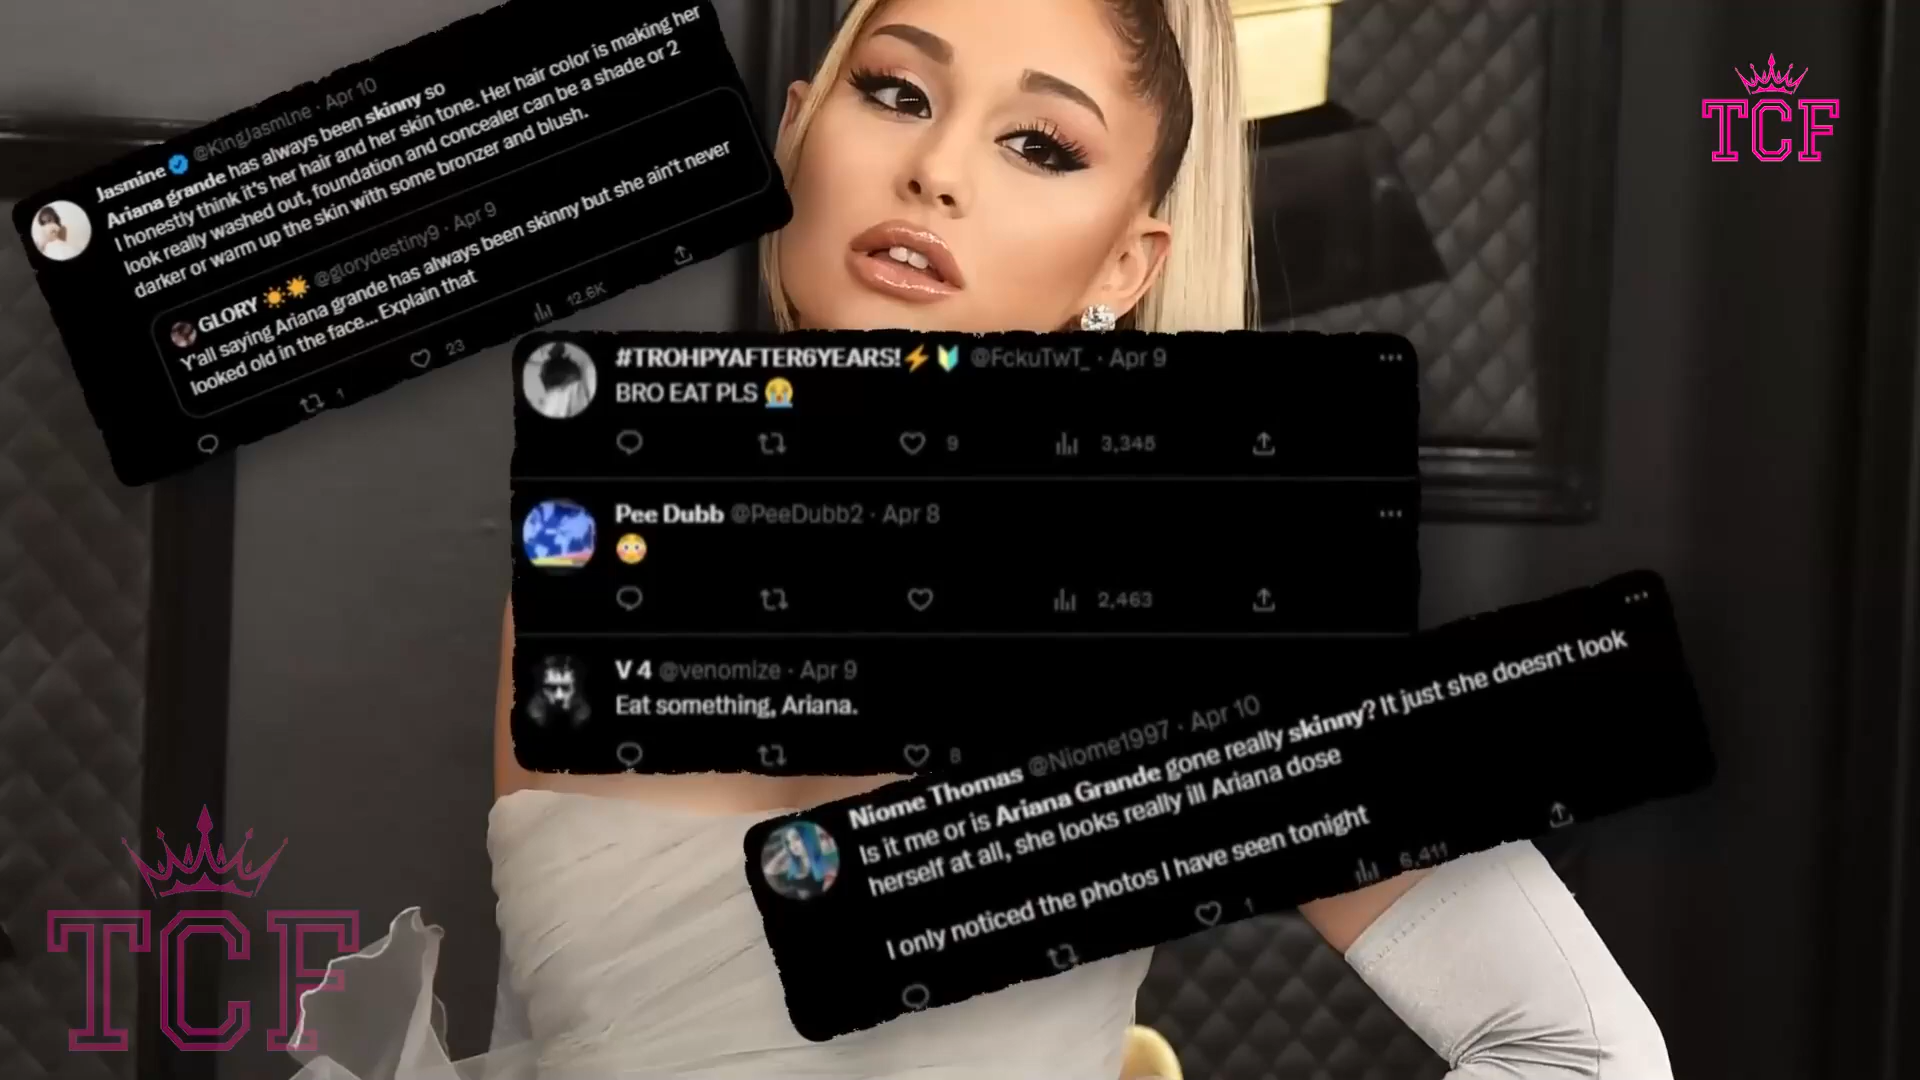 Jasmine @KingJasmine · Apr 10
Ariana grande has always been skinny so
I honestly think it's her hair and her skin tone. Her hair color is making her
look really washed out, foundation and concealer can be a shade or 2
darker or warm up the skin with some bronzer and blush.
GLORY ☀️🌟 @glorydestiny9 · Apr 9
Y'all saying Ariana grande has always been skinny but she ain't never
looked old in the face... Explain that
1 23 12.6K
TCF
#TROHPYAFTER6YEARS!⚡🔰 @FckuTwT_ · Apr 9
BRO EAT PLS 😭
9 3,345
Pee Dubb @PeeDubb2 · Apr 8
😳
2,463
V 4 @venomize · Apr 9
Eat something, Ariana.
8
Niome Thomas @Niome1997 · Apr 10
Is it me or is Ariana Grande gone really skinny? It just she doesn't look
herself at all, she looks really ill Ariana dose
I only noticed the photos I have seen tonight
1 6,411
TCF